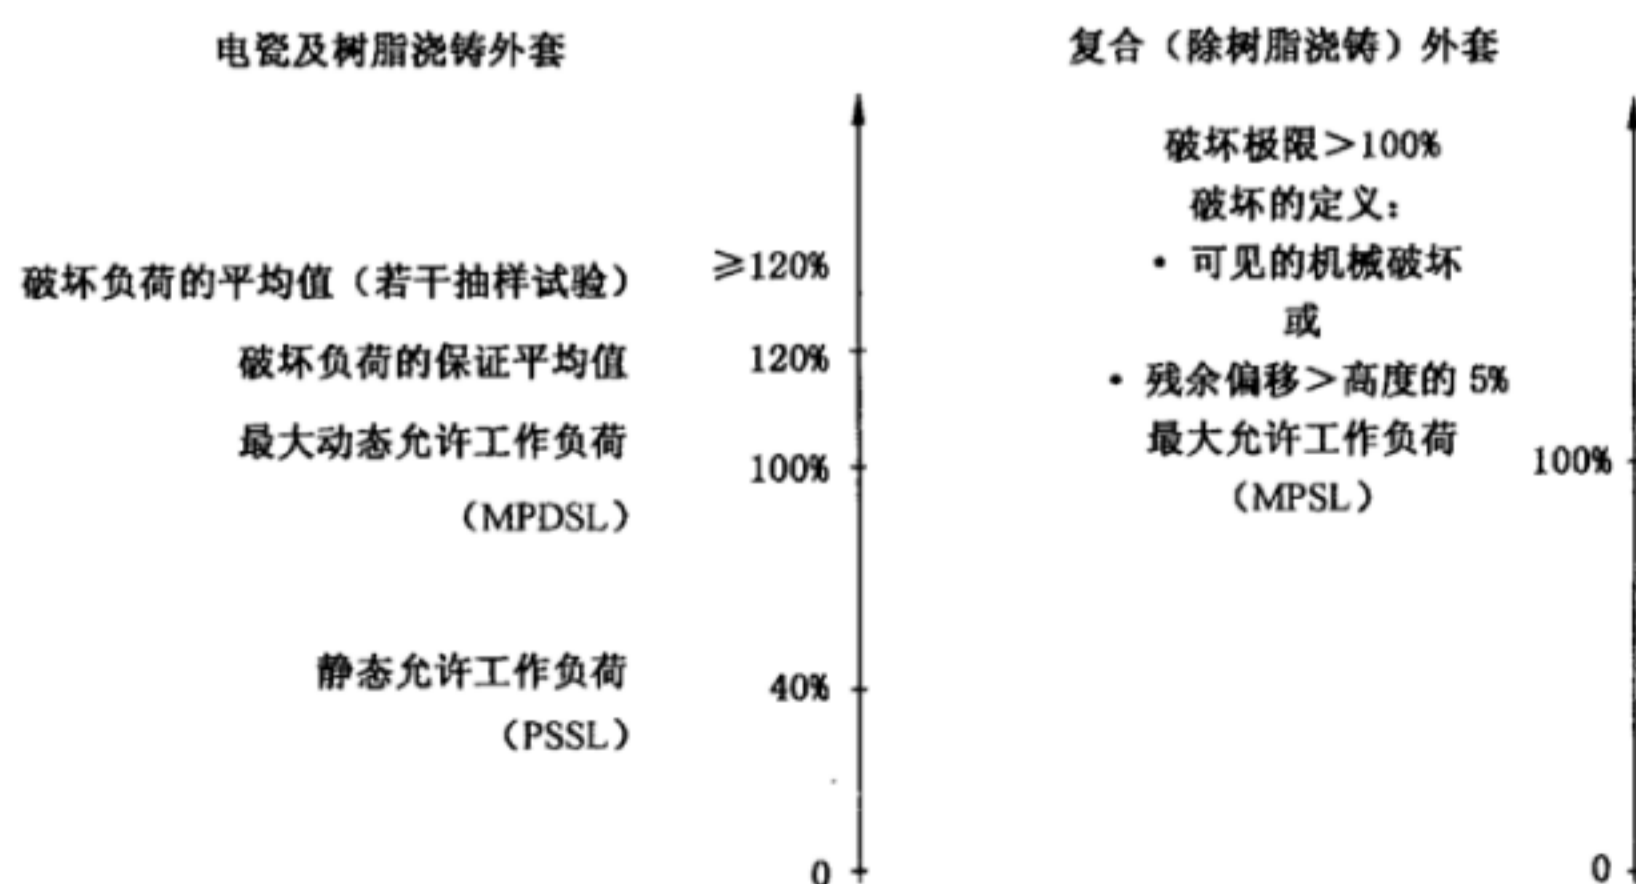 电瓷及树脂浇铸外套
破坏负荷的平均值（若干抽样试验） ≥120%
破坏负荷的保证平均值 120%
最大动态允许工作负荷 100%
（MPDSL）
静态允许工作负荷 40%
（PSSL）
0
复合（除树脂浇铸）外套
破坏极限＞100%
破坏的定义：
• 可见的机械破坏
或
• 残余偏移＞高度的 5%
最大允许工作负荷 100%
（MPSL）
0